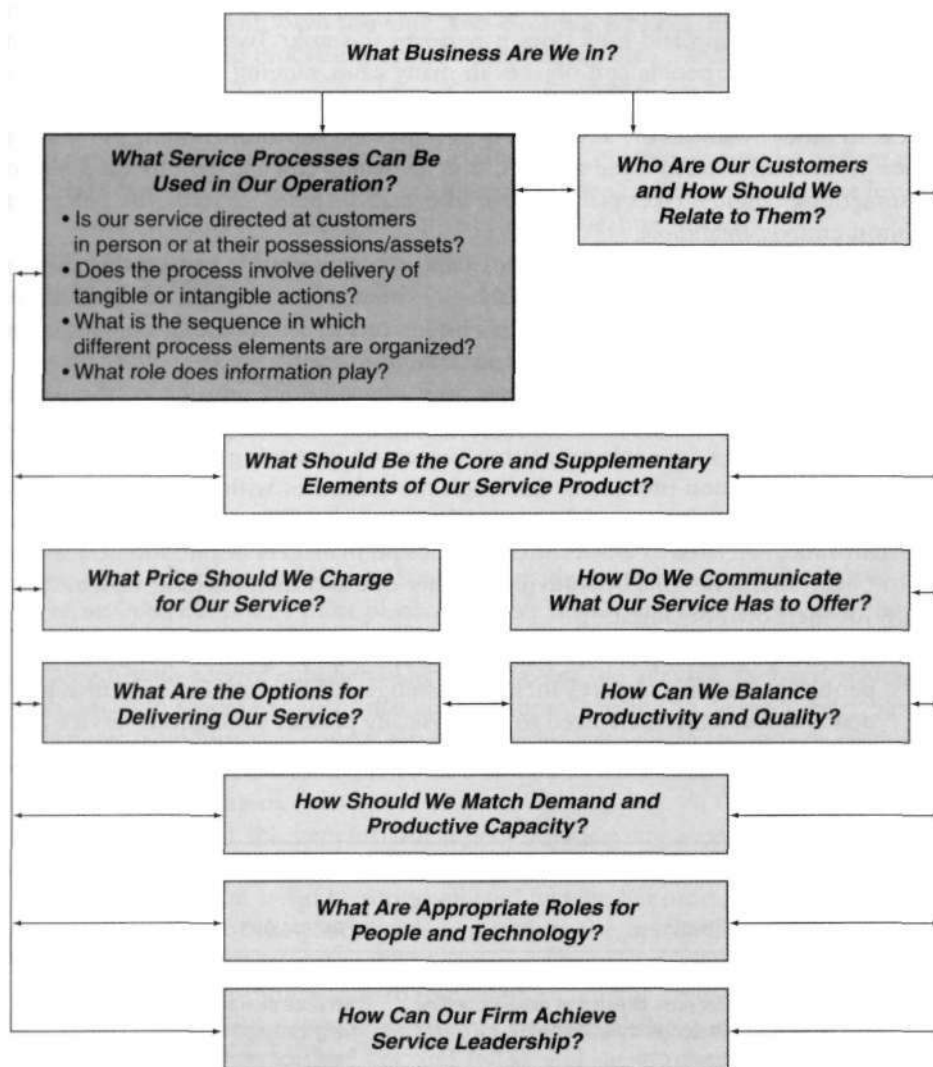 What Business Are We in?
What Service Processes Can Be
Used in Our Operation?
• Is our service directed at customers
in person or at their possessions/assets?
• Does the process involve delivery of
tangible or intangible actions?
• What is the sequence in which
different process elements are organized?
• What role does information play?
Who Are Our Customers
and How Should We
Relate to Them?
What Should Be the Core and Supplementary
Elements of Our Service Product?
What Price Should We Charge
for Our Service?
How Do We Communicate
What Our Service Has to Offer?
What Are the Options for
Delivering Our Service?
How Can We Balance
Productivity and Quality?
How Should We Match Demand and
Productive Capacity?
What Are Appropriate Roles for
People and Technology?
How Can Our Firm Achieve
Service Leadership?